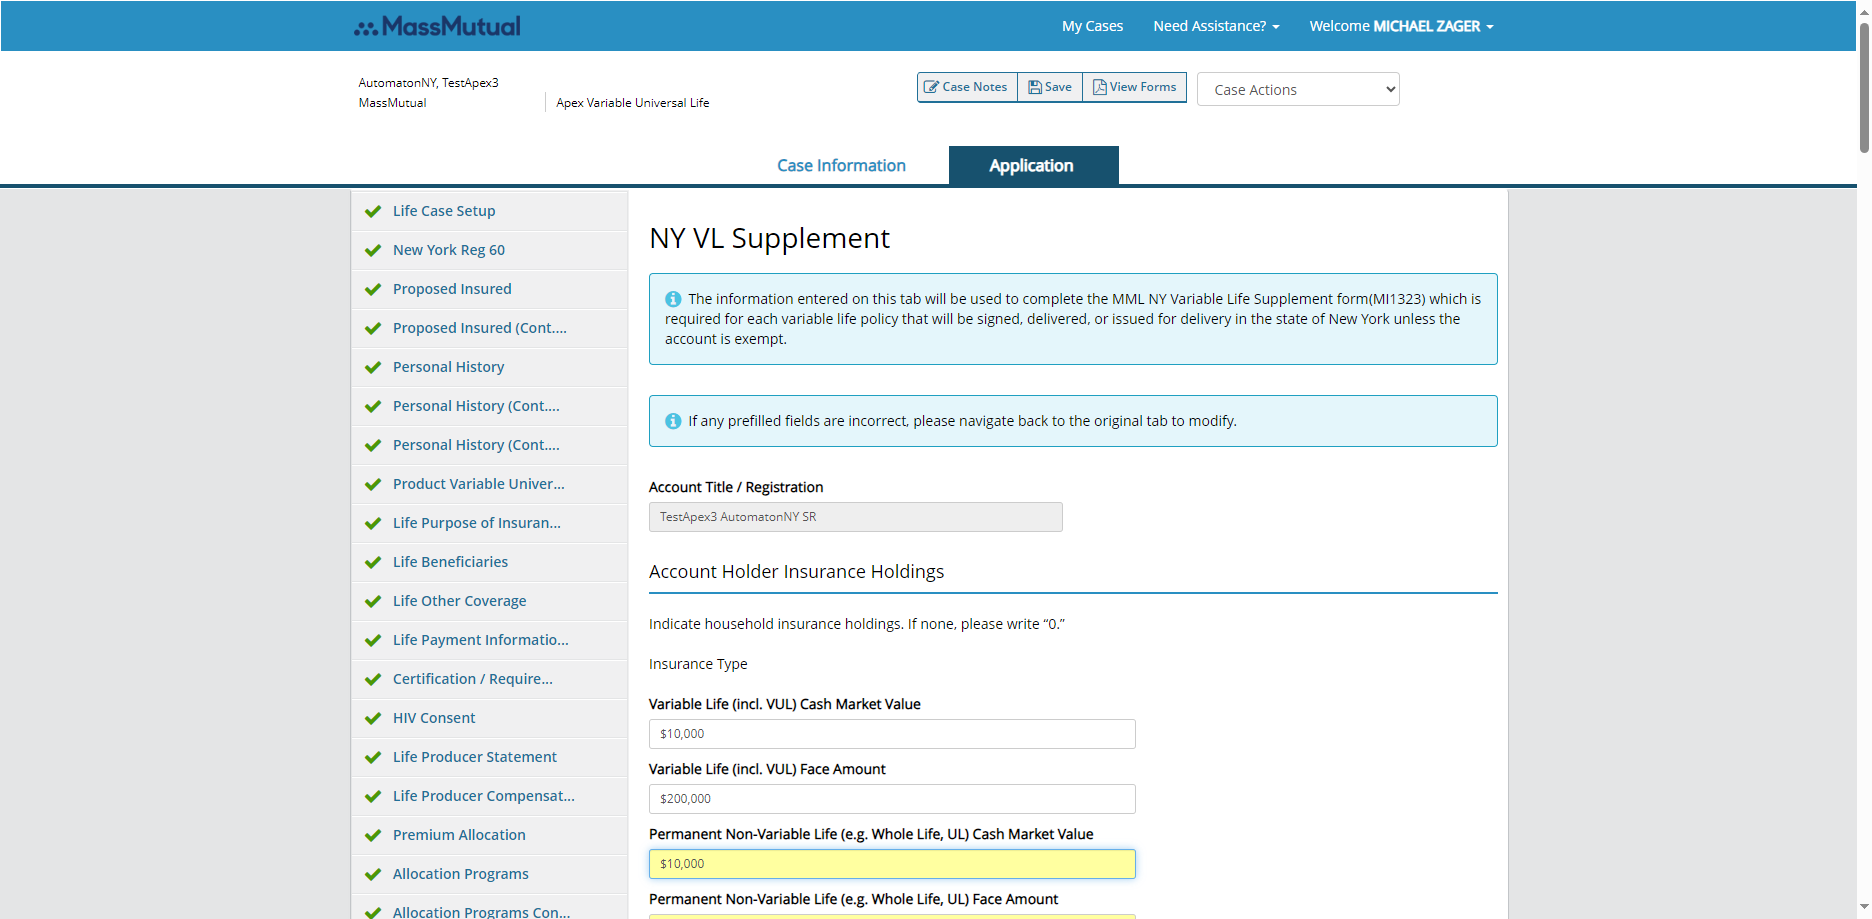 MassMutual
My Cases
Need Assistance?
Welcome MICHAEL ZAGER
AutomatonNY, TestApex3
MassMutual
Apex Variable Universal Life
Case Notes
Save
View Forms
Case Actions
Case Information
Application
Life Case Setup
New York Reg 60
Proposed Insured
Proposed Insured (Cont....
Personal History
Personal History (Cont....
Personal History (Cont....
Product Variable Univer...
Life Purpose of Insuran...
Life Beneficiaries
Life Other Coverage
Life Payment Informatio...
Certification / Require...
HIV Consent
Life Producer Statement
Life Producer Compensat...
Premium Allocation
Allocation Programs
Allocation Programs Con...
NY VL Supplement
The information entered on this tab will be used to complete the MML NY Variable Life Supplement form(MI1323) which is
required for each variable life policy that will be signed, delivered, or issued for delivery in the state of New York unless the
account is exempt.
If any prefilled fields are incorrect, please navigate back to the original tab to modify.
Account Title / Registration
TestApex3 AutomatonNY SR
Account Holder Insurance Holdings
Indicate household insurance holdings. If none, please write “0.”
Insurance Type
Variable Life (incl. VUL) Cash Market Value
$10,000
Variable Life (incl. VUL) Face Amount
$200,000
Permanent Non-Variable Life (e.g. Whole Life, UL) Cash Market Value
$10,000
Permanent Non-Variable Life (e.g. Whole Life, UL) Face Amount